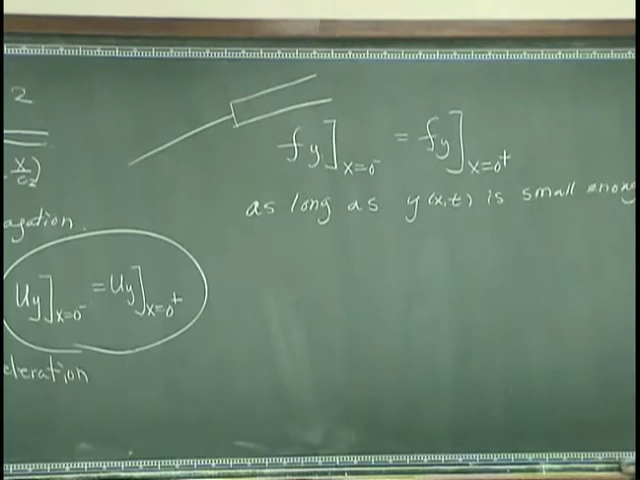 2
x/c₂)
agation.
uy]x=0⁻ = uy]x=0⁺
eleration
fy]x=0⁻ = fy]x=0⁺
as long as y(x,t) is small enoug